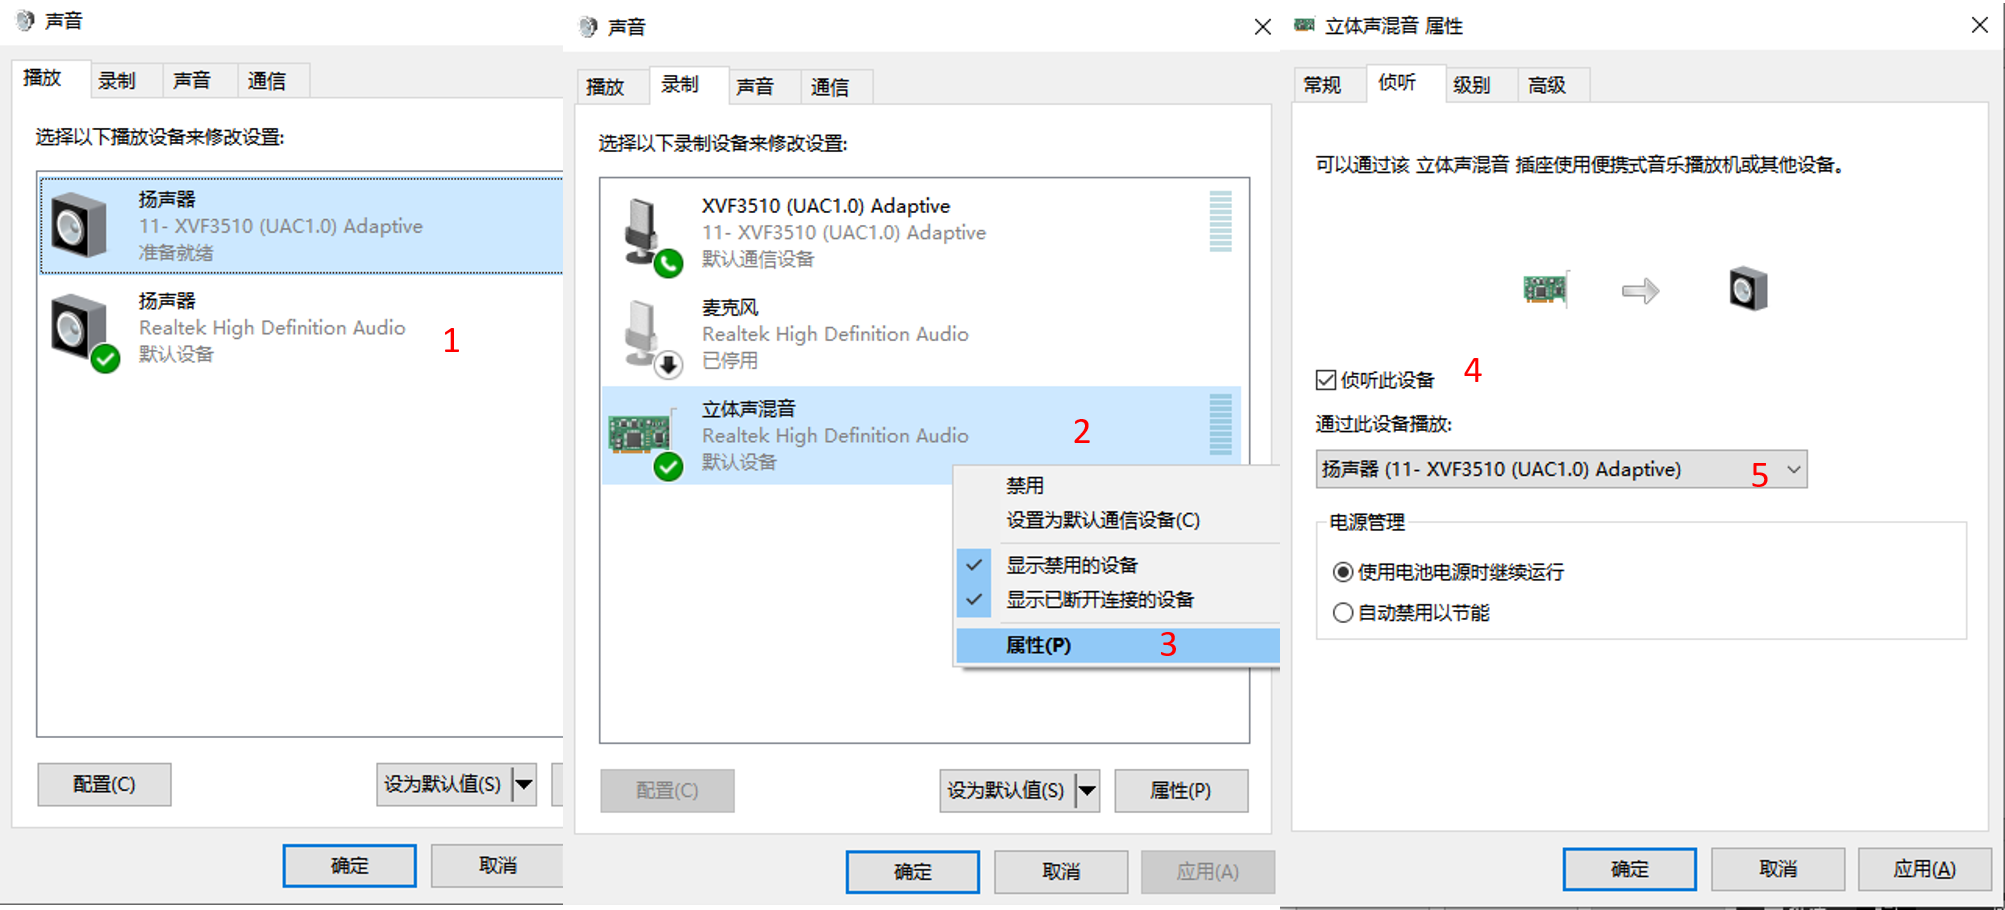 声音
播放 录制 声音 通信
选择以下播放设备来修改设置:
扬声器
11- XVF3510 (UAC1.0) Adaptive
准备就绪
扬声器
Realtek High Definition Audio
默认设备
1
配置(C) 设为默认值(S)
确定 取消
声音
播放 录制 声音 通信
选择以下录制设备来修改设置:
XVF3510 (UAC1.0) Adaptive
11- XVF3510 (UAC1.0) Adaptive
默认通信设备
麦克风
Realtek High Definition Audio
已停用
立体声混音
Realtek High Definition Audio
默认设备
2
禁用
设置为默认通信设备(C)
显示禁用的设备
显示已断开连接的设备
属性(P) 3
配置(C) 设为默认值(S) 属性(P)
确定 取消 应用(A)
立体声混音 属性
常规 侦听 级别 高级
可以通过该 立体声混音 插座使用便携式音乐播放机或其他设备。
侦听此设备 4
通过此设备播放:
扬声器 (11- XVF3510 (UAC1.0) Adaptive) 5
电源管理
使用电池电源时继续运行
自动禁用以节能
确定 取消 应用(A)